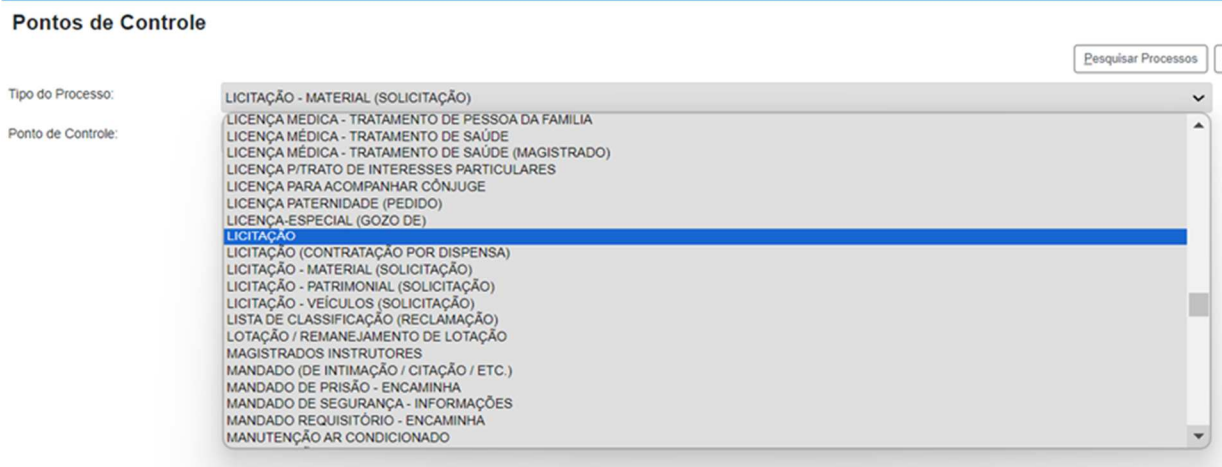 Pontos de Controle
Pesquisar Processos
Tipo do Processo:
LICITAÇÃO - MATERIAL (SOLICITAÇÃO)
Ponto de Controle:
LICENÇA MÉDICA - TRATAMENTO DE PESSOA DA FAMILIA
LICENÇA MÉDICA - TRATAMENTO DE SAÚDE
LICENÇA MÉDICA - TRATAMENTO DE SAÚDE (MAGISTRADO)
LICENÇA P/TRATO DE INTERESSES PARTICULARES
LICENÇA PARA ACOMPANHAR CÔNJUGE
LICENÇA PATERNIDADE (PEDIDO)
LICENÇA-ESPECIAL (GOZO DE)
LICITAÇÃO
LICITAÇÃO (CONTRATAÇÃO POR DISPENSA)
LICITAÇÃO - MATERIAL (SOLICITAÇÃO)
LICITAÇÃO - PATRIMONIAL (SOLICITAÇÃO)
LICITAÇÃO - VEÍCULOS (SOLICITAÇÃO)
LISTA DE CLASSIFICAÇÃO (RECLAMAÇÃO)
LOTAÇÃO / REMANEJAMENTO DE LOTAÇÃO
MAGISTRADOS INSTRUTORES
MANDADO (DE INTIMAÇÃO / CITAÇÃO / ETC.)
MANDADO DE PRISÃO - ENCAMINHA
MANDADO DE SEGURANÇA - INFORMAÇÕES
MANDADO REQUISITÓRIO - ENCAMINHA
MANUTENÇÃO AR CONDICIONADO